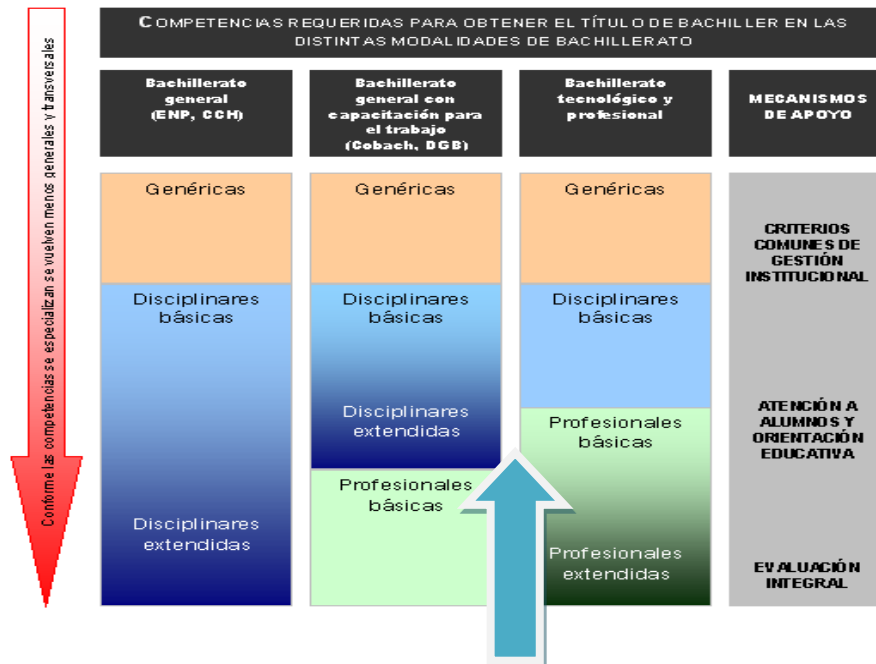 COMPETENCIAS REQUERIDAS PARA OBTENER EL TÍTULO DE BACHILLER EN LAS
DISTINTAS MODALIDADES DE BACHILLERATO
Conforme las competencias se especializan se vuelven menos generales y transversales
Bachillerato
general
(ENP, CCH)
Bachillerato
general con
capacitación para
el trabajo
(Cobach, DGB)
Bachillerato
tecnológico y
profesional
MECANISMOS
DE APOYO
Genéricas
Disciplinares
básicas
Disciplinares
extendidas
Genéricas
Disciplinares
básicas
Disciplinares
extendidas
Profesionales
básicas
Genéricas
Disciplinares
básicas
Profesionales
básicas
Profesionales
extendidas
CRITERIOS
COMUNES DE
GESTIÓN
INSTITUCIONAL
ATENCIÓN A
ALUMNOS Y
ORIENTACIÓN
EDUCATIVA
EVALUACIÓN
INTEGRAL